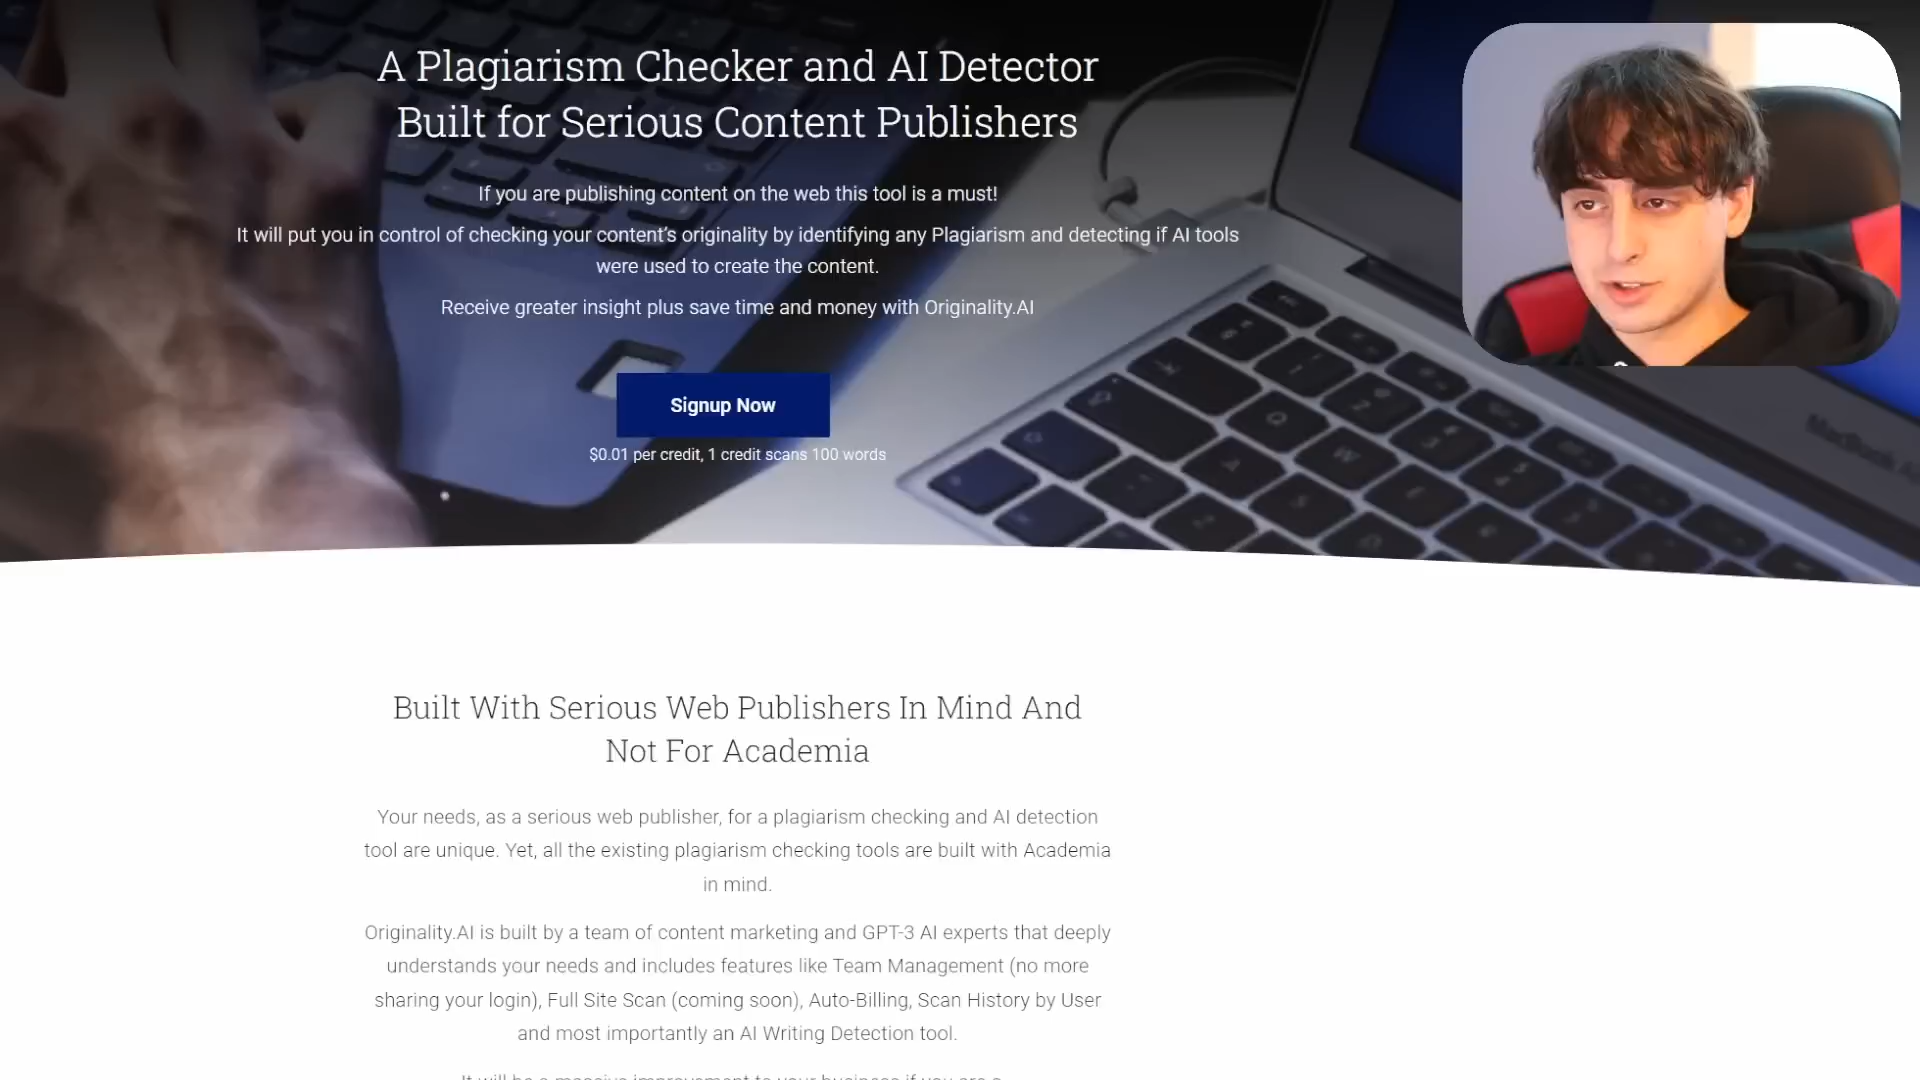 A Plagiarism Checker and AI Detector
Built for Serious Content Publishers
If you are publishing content on the web this tool is a must!
It will put you in control of checking your content's originality by identifying any Plagiarism and detecting if AI tools
were used to create the content.
Receive greater insight plus save time and money with Originality.AI
Signup Now
$0.01 per credit, 1 credit scans 100 words
Built With Serious Web Publishers In Mind And
Not For Academia
Your needs, as a serious web publisher, for a plagiarism checking and AI detection
tool are unique. Yet, all the existing plagiarism checking tools are built with Academia
in mind.
Originality.AI is built by a team of content marketing and GPT-3 AI experts that deeply
understands your needs and includes features like Team Management (no more
sharing your login), Full Site Scan (coming soon), Auto-Billing, Scan History by User
and most importantly an AI Writing Detection tool.
It will be a massive improvement to your business if you are a